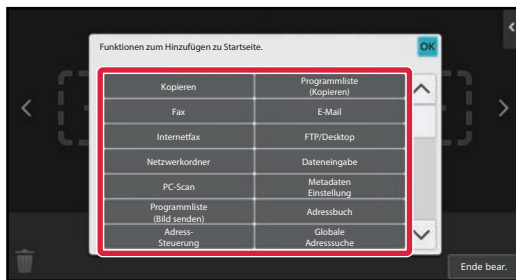 Funktionen zum Hinzufügen zu Startseite.
OK
Kopieren
Programmliste
(Kopieren)
Fax
E-Mail
Internetfax
FTP/Desktop
Netzwerkordner
Dateneingabe
PC-Scan
Metadaten
Einstellung
Programmliste
(Bild senden)
Adressbuch
Adress-
Steuerung
Globale
Adresssuche
Ende bear.